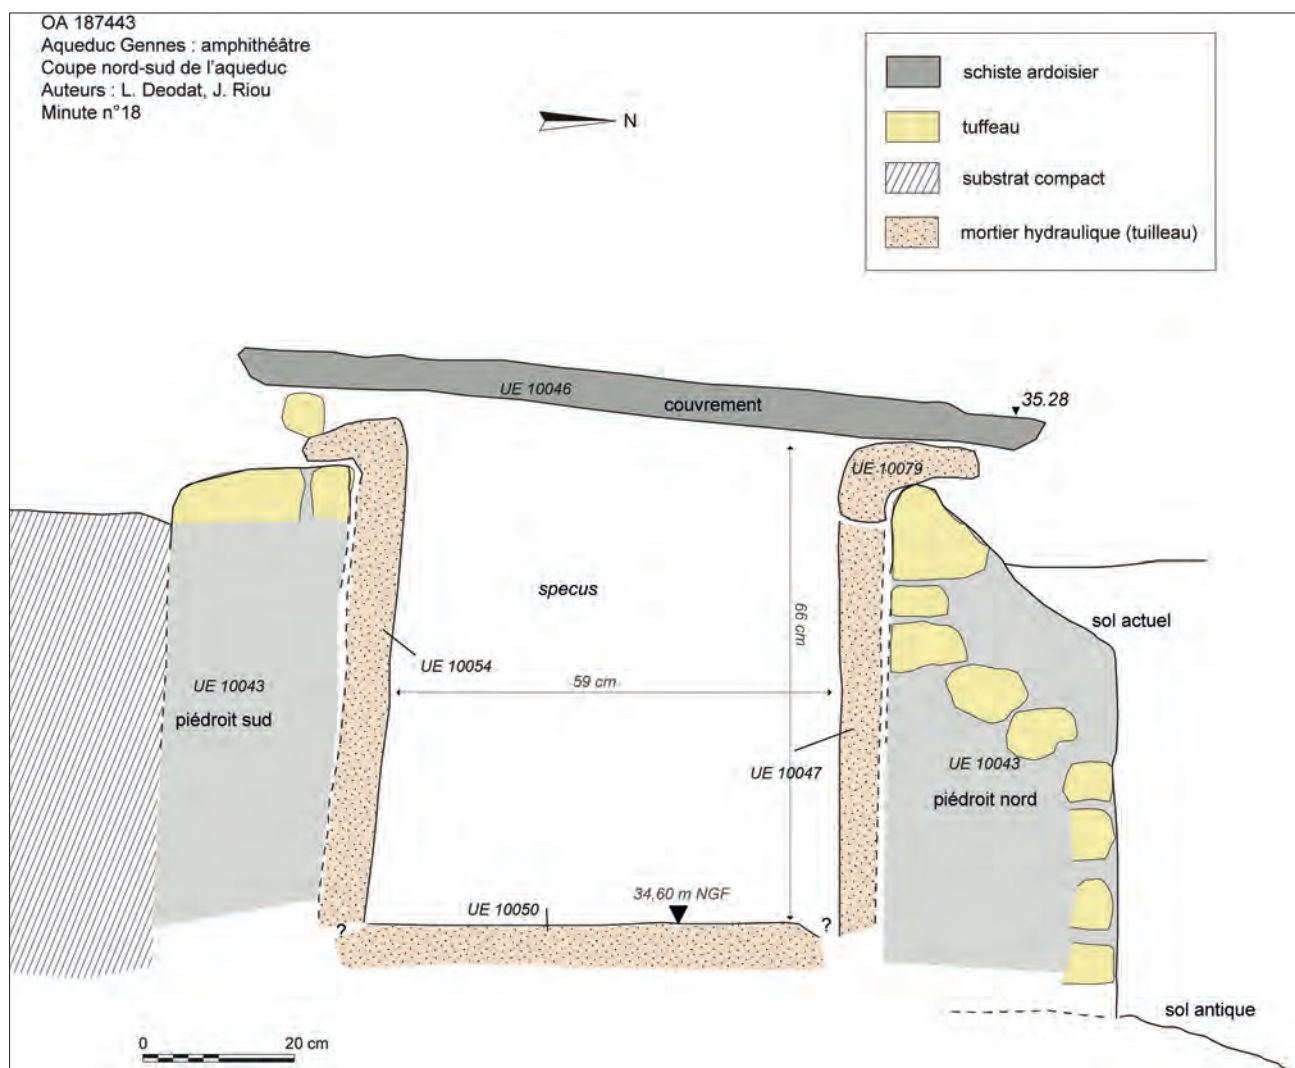 OA 187443
Aqueduc Gennes : amphithéâtre
Coupe nord-sud de l'aqueduc
Auteurs : L. Deodat, J. Riou
Minute n°18
N
schiste ardoisier
tuffeau
substrat compact
mortier hydraulique (tuilleau)
UE 10046
couvrement
35.28
UE 10079
specus
66 cm
sol actuel
UE 10054
59 cm
UE 10043
piédroit sud
UE 10047
UE 10043
piédroit nord
34,60 m NGF
UE 10050
?
?
sol antique
0 20 cm